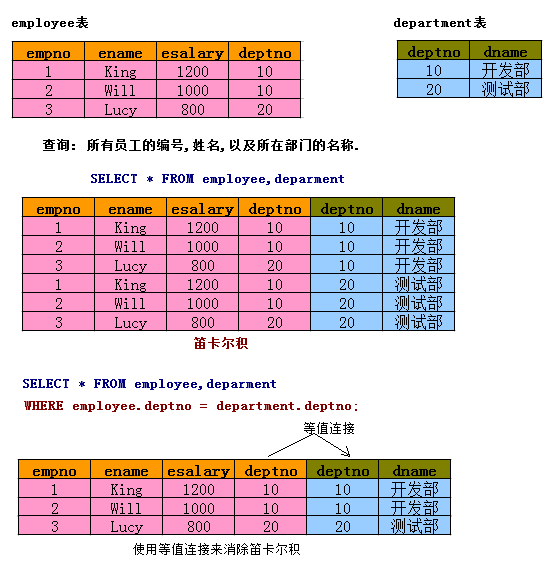 employee表 department表
empno ename esalary deptno deptno dname
1 King 1200 10 10 开发部
2 Will 1000 10 20 测试部
3 Lucy 800 20
查询: 所有员工的编号,姓名,以及所在部门的名称.
SELECT * FROM employee,deparment
empno ename esalary deptno deptno dname
1 King 1200 10 10 开发部
2 Will 1000 10 10 开发部
3 Lucy 800 20 10 开发部
1 King 1200 10 20 测试部
2 Will 1000 10 20 测试部
3 Lucy 800 20 20 测试部
笛卡尔积
SELECT * FROM employee,deparment
WHERE employee.deptno = department.deptno;
等值连接
empno ename esalary deptno deptno dname
1 King 1200 10 10 开发部
2 Will 1000 10 10 开发部
3 Lucy 800 20 20 测试部
使用等值连接来消除笛卡尔积